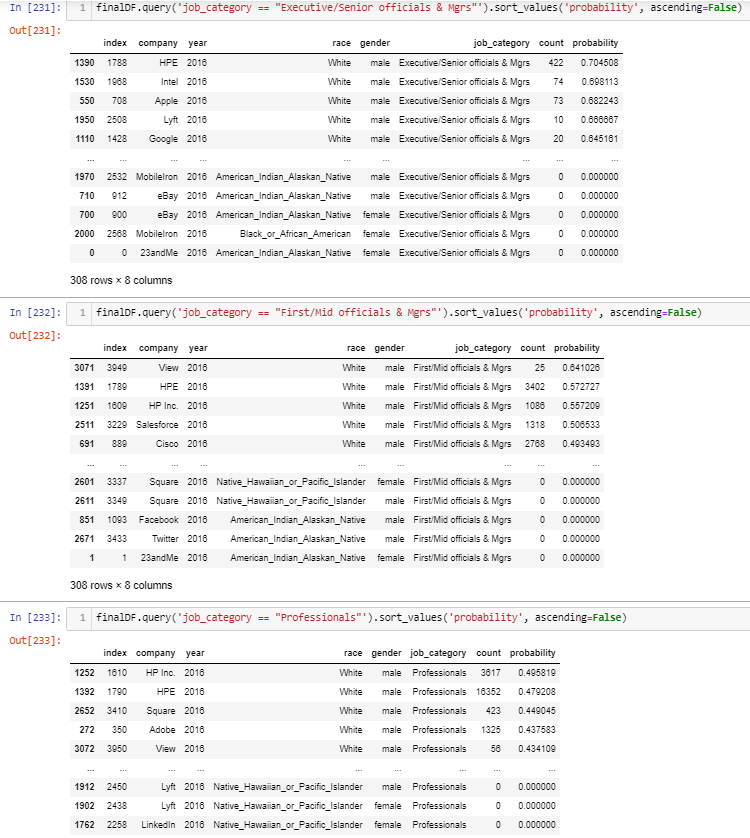 In [231]: 1 finalDF.query('job_category == "Executive/Senior officials & Mgrs"').sort_values('probability', ascending=False)
Out[231]:
index company year race gender job_category count probability
1390 1788 HPE 2016 White male Executive/Senior officials & Mgrs 422 0.704508
1530 1968 Intel 2016 White male Executive/Senior officials & Mgrs 74 0.698113
550 708 Apple 2016 White male Executive/Senior officials & Mgrs 73 0.682243
1950 2508 Lyft 2016 White male Executive/Senior officials & Mgrs 10 0.666667
1110 1428 Google 2016 White male Executive/Senior officials & Mgrs 20 0.645161
... ... ... ... ... ... ... ... ...
1970 2532 MobileIron 2016 American_Indian_Alaskan_Native male Executive/Senior officials & Mgrs 0 0.000000
710 912 eBay 2016 American_Indian_Alaskan_Native male Executive/Senior officials & Mgrs 0 0.000000
700 900 eBay 2016 American_Indian_Alaskan_Native female Executive/Senior officials & Mgrs 0 0.000000
2000 2568 MobileIron 2016 Black_or_African_American female Executive/Senior officials & Mgrs 0 0.000000
0 0 23andMe 2016 American_Indian_Alaskan_Native female Executive/Senior officials & Mgrs 0 0.000000
308 rows × 8 columns
In [232]: 1 finalDF.query('job_category == "First/Mid officials & Mgrs"').sort_values('probability', ascending=False)
Out[232]:
index company year race gender job_category count probability
3071 3949 View 2016 White male First/Mid officials & Mgrs 25 0.641026
1391 1789 HPE 2016 White male First/Mid officials & Mgrs 3402 0.572727
1251 1609 HP Inc. 2016 White male First/Mid officials & Mgrs 1086 0.557209
2511 3229 Salesforce 2016 White male First/Mid officials & Mgrs 1318 0.506533
691 889 Cisco 2016 White male First/Mid officials & Mgrs 2768 0.493493
... ... ... ... ... ... ... ... ...
2601 3337 Square 2016 Native_Hawaiian_or_Pacific_Islander female First/Mid officials & Mgrs 0 0.000000
2611 3349 Square 2016 Native_Hawaiian_or_Pacific_Islander male First/Mid officials & Mgrs 0 0.000000
851 1093 Facebook 2016 American_Indian_Alaskan_Native male First/Mid officials & Mgrs 0 0.000000
2671 3433 Twitter 2016 American_Indian_Alaskan_Native male First/Mid officials & Mgrs 0 0.000000
1 1 23andMe 2016 American_Indian_Alaskan_Native female First/Mid officials & Mgrs 0 0.000000
308 rows × 8 columns
In [233]: 1 finalDF.query('job_category == "Professionals"').sort_values('probability', ascending=False)
Out[233]:
index company year race gender job_category count probability
1252 1610 HP Inc. 2016 White male Professionals 3617 0.495819
1392 1790 HPE 2016 White male Professionals 16352 0.479208
2652 3410 Square 2016 White male Professionals 423 0.449045
272 350 Adobe 2016 White male Professionals 1325 0.437583
3072 3950 View 2016 White male Professionals 56 0.434109
... ... ... ... ... ... ... ... ...
1912 2450 Lyft 2016 Native_Hawaiian_or_Pacific_Islander male Professionals 0 0.000000
1902 2438 Lyft 2016 Native_Hawaiian_or_Pacific_Islander female Professionals 0 0.000000
1762 2258 LinkedIn 2016 Native_Hawaiian_or_Pacific_Islander female Professionals 0 0.000000